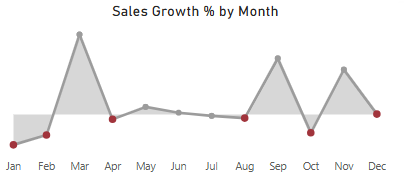 Sales Growth % by Month
Jan Feb Mar Apr May Jun Jul Aug Sep Oct Nov Dec